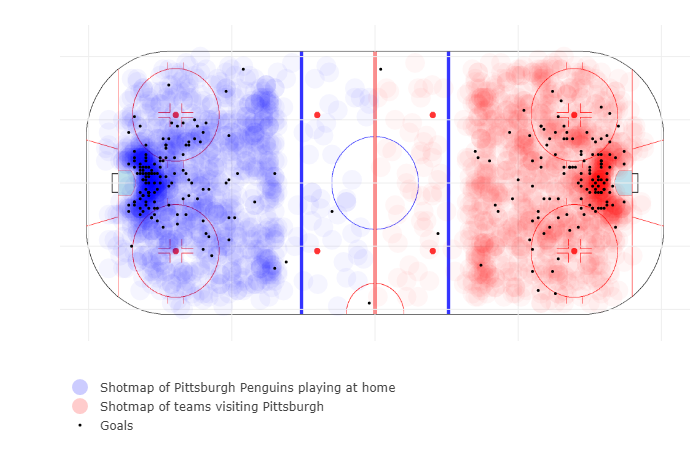 Shotmap of Pittsburgh Penguins playing at home
Shotmap of teams visiting Pittsburgh
Goals